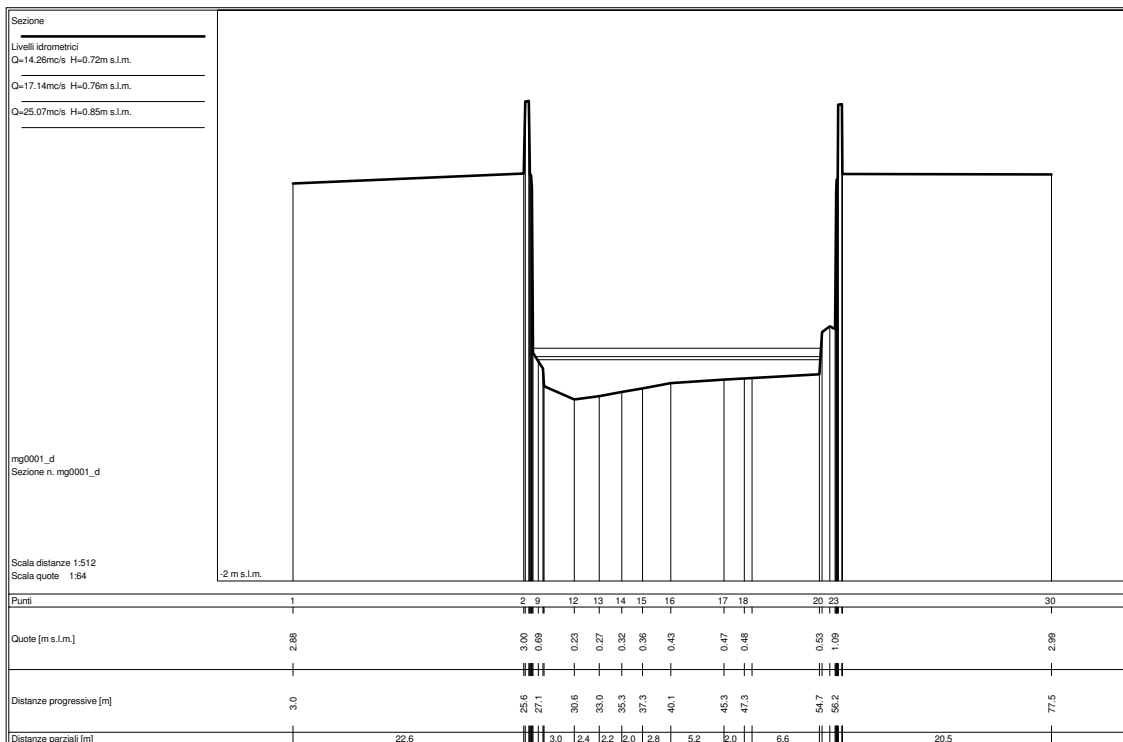 Sezione
Livelli idrometrici
Q=14.26mc/s H=0.72m s.l.m.
Q=17.14mc/s H=0.76m s.l.m.
Q=25.07mc/s H=0.85m s.l.m.
mg0001_d
Sezione n. mg0001_d
Scala distanze 1:512
Scala quote 1:64
-2 m s.l.m.
Punti 1 2 9 12 13 14 15 16 17 18 20 23 30
Quote [m s.l.m.] 2.88 3.00 0.69 0.23 0.27 0.32 0.36 0.43 0.47 0.48 0.53 1.09 2.99
Distanze progressive [m] 3.0 25.6 27.1 30.6 33.0 35.3 37.3 40.1 45.3 47.3 54.7 56.2 77.5
Distanze parziali [m] 22.6 3.0 2.4 2.2 2.0 2.8 5.2 2.0 6.6 20.5